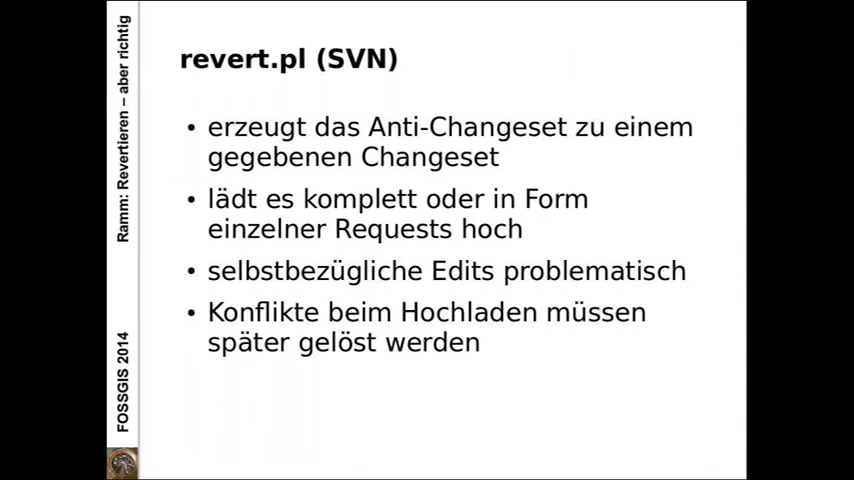 revert.pl (SVN)
• erzeugt das Anti-Changeset zu einem
gegebenen Changeset
• lädt es komplett oder in Form
einzelner Requests hoch
• selbstbezügliche Edits problematisch
• Konflikte beim Hochladen müssen
später gelöst werden
Ramm: Revertieren – aber richtig
FOSSGIS 2014